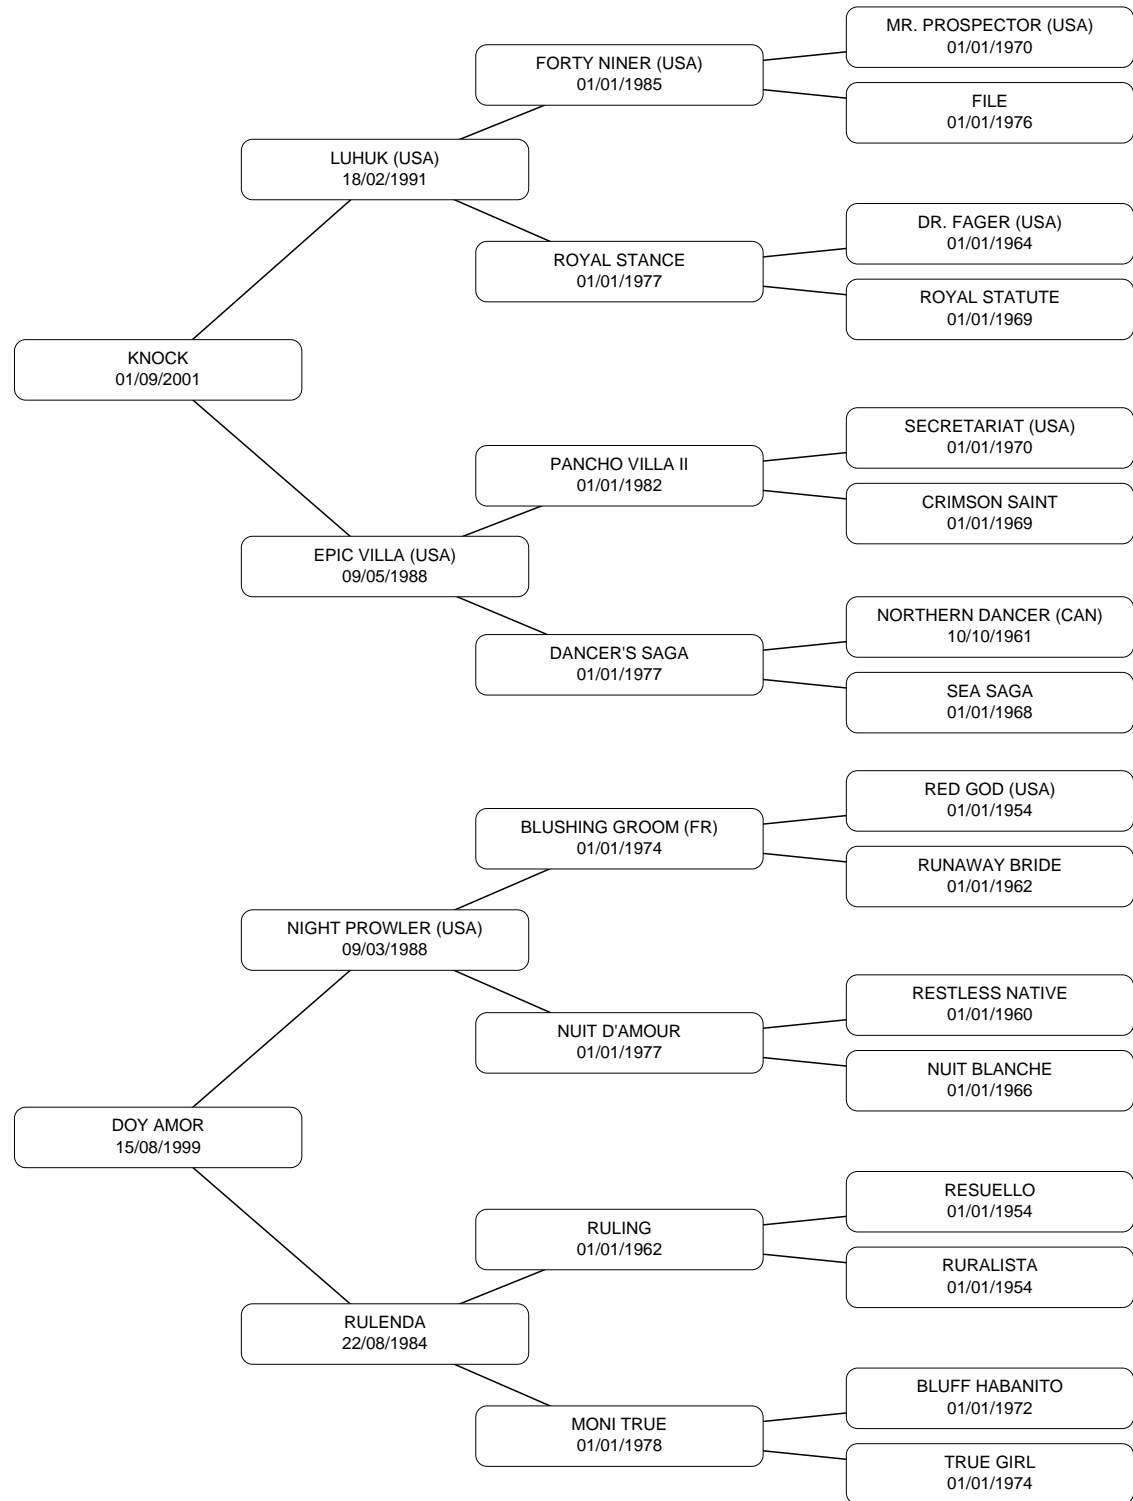 MR. PROSPECTOR (USA)
01/01/1970
FORTY NINER (USA)
01/01/1985
FILE
01/01/1976
LUHUK (USA)
18/02/1991
DR. FAGER (USA)
01/01/1964
ROYAL STANCE
01/01/1977
ROYAL STATUTE
01/01/1969
KNOCK
01/09/2001
SECRETARIAT (USA)
01/01/1970
PANCHO VILLA II
01/01/1982
CRIMSON SAINT
01/01/1969
EPIC VILLA (USA)
09/05/1988
NORTHERN DANCER (CAN)
10/10/1961
DANCER'S SAGA
01/01/1977
SEA SAGA
01/01/1968
RED GOD (USA)
01/01/1954
BLUSHING GROOM (FR)
01/01/1974
RUNAWAY BRIDE
01/01/1962
NIGHT PROWLER (USA)
09/03/1988
RESTLESS NATIVE
01/01/1960
NUIT D'AMOUR
01/01/1977
NUIT BLANCHE
01/01/1966
DOY AMOR
15/08/1999
RESUELLO
01/01/1954
RULING
01/01/1962
RURALISTA
01/01/1954
RULENDA
22/08/1984
BLUFF HABANITO
01/01/1972
MONI TRUE
01/01/1978
TRUE GIRL
01/01/1974